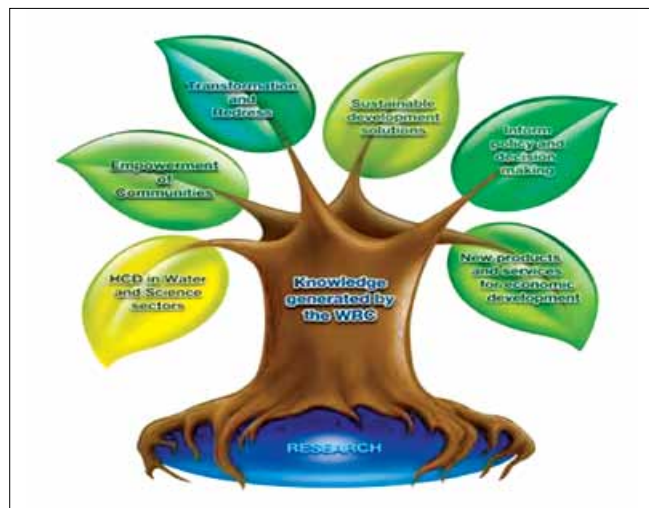 Transformation
and
Redress
Sustainable
development
solutions
Inform
policy and
decision
making
Empowerment
of
Communities
New products
and services
for economic
development
HCD in Water
and Science
sectors
Knowledge
generated by
the WRC
RESEARCH